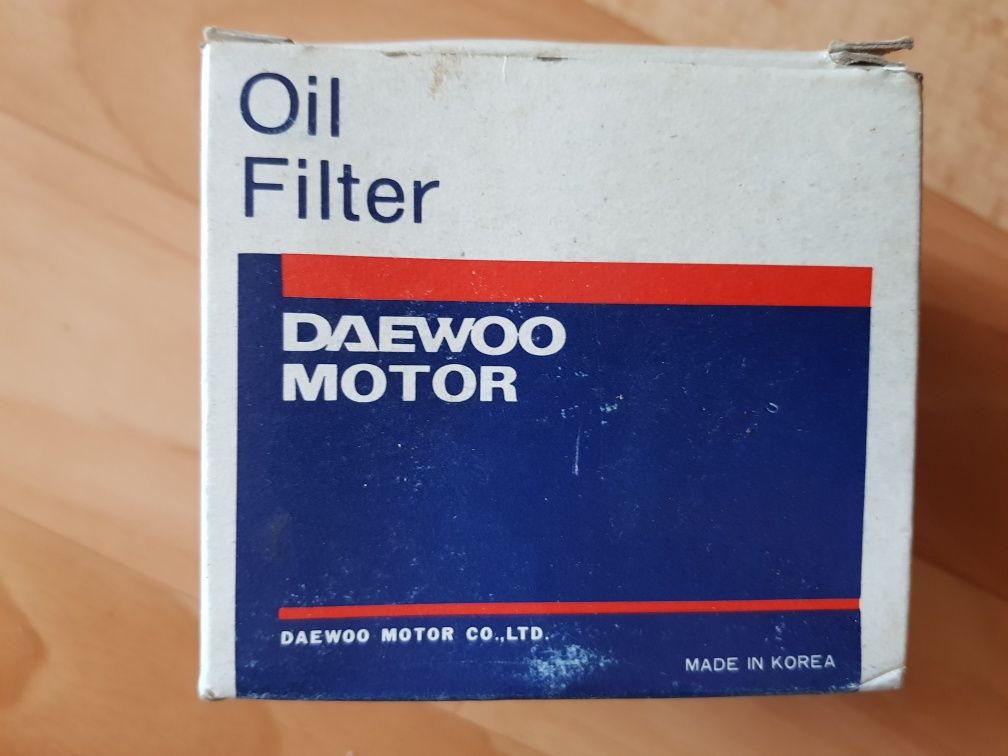 Oil
Filter
DAEWOO
MOTOR
DAEWOO MOTOR CO.,LTD.
MADE IN KOREA